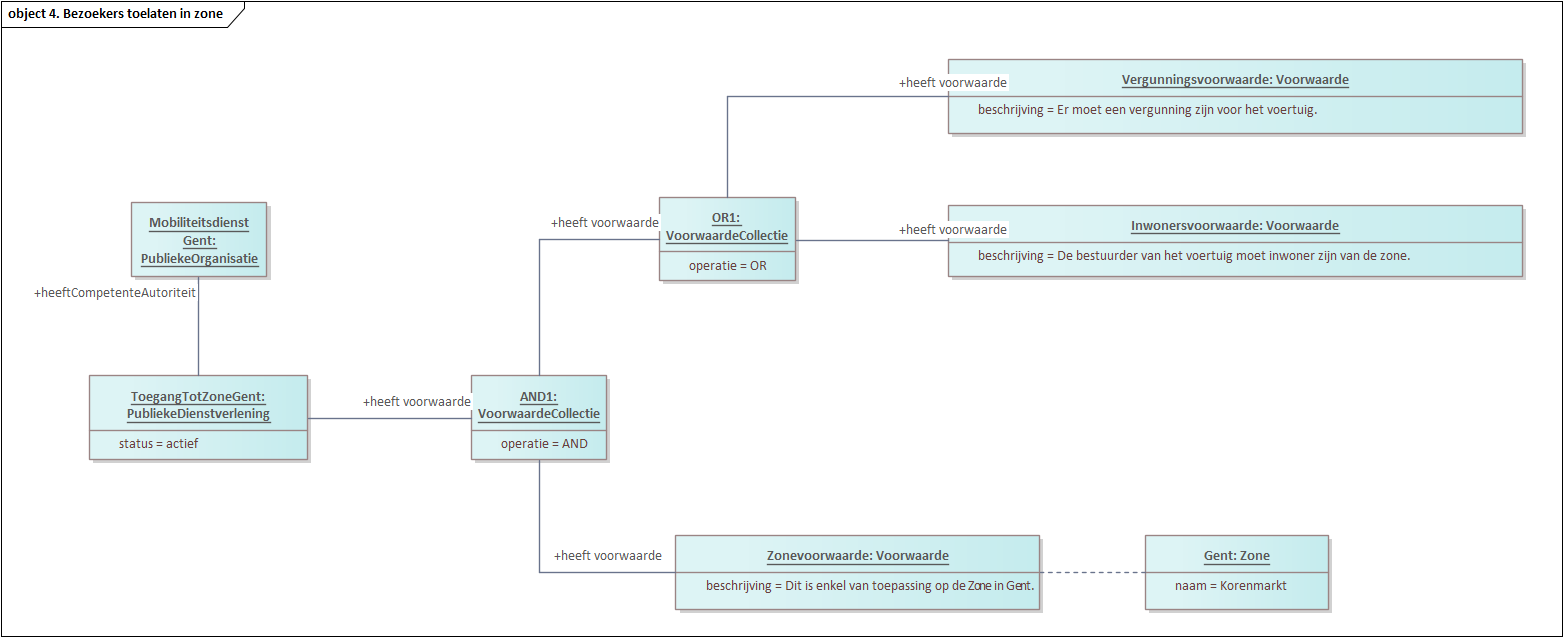 object 4. Bezoekers toelaten in zone
+heeft voorwaarde
Vergunningsvoorwaarde: Voorwaarde
beschrijving = Er moet een vergunning zijn voor het voertuig.
Mobiliteitsdienst
Gent:
PubliekeOrganisatie
+heeftCompetenteAutoriteit
+heeft voorwaarde
OR1:
VoorwaardeCollectie
operatie = OR
+heeft voorwaarde
Inwonersvoorwaarde: Voorwaarde
beschrijving = De bestuurder van het voertuig moet inwoner zijn van de zone.
ToegangTotZoneGent:
PubliekeDienstverlening
status = actief
+heeft voorwaarde
AND1:
VoorwaardeCollectie
operatie = AND
+heeft voorwaarde
Zonevoorwaarde: Voorwaarde
beschrijving = Dit is enkel van toepassing op de Zone in Gent.
Gent: Zone
naam = Korenmarkt